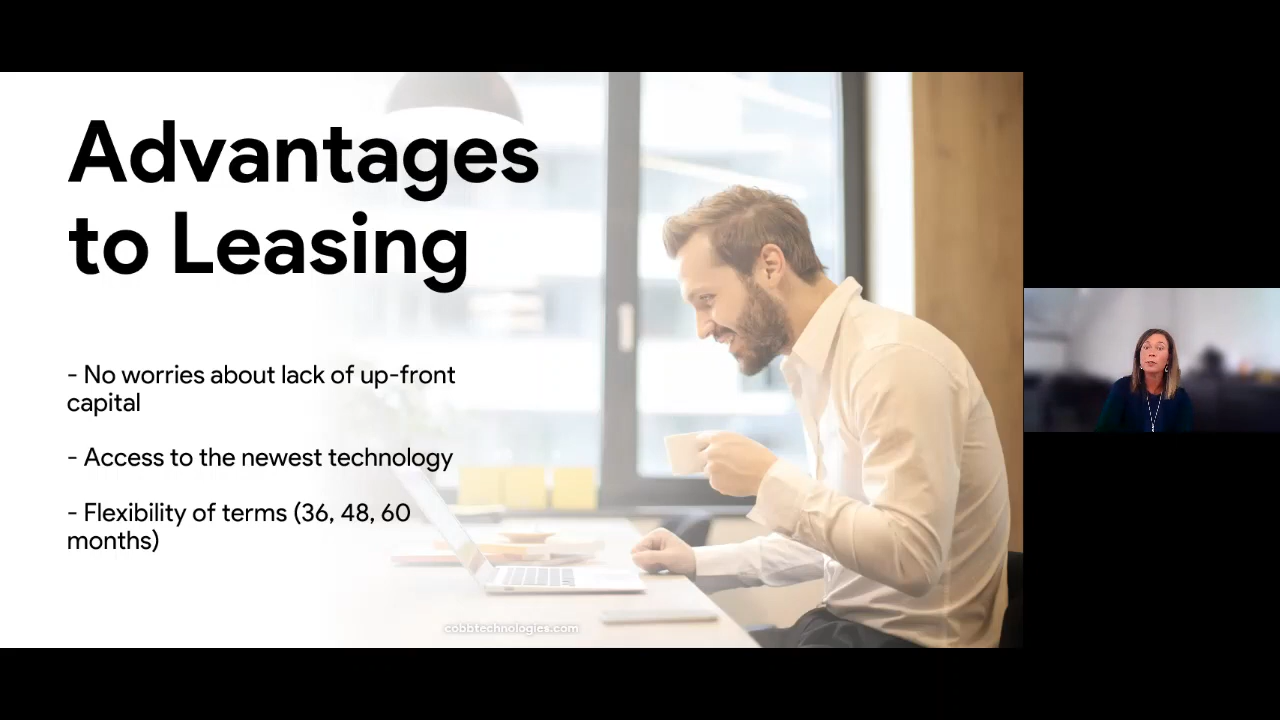 Advantages
to Leasing
- No worries about lack of up-front
capital
- Access to the newest technology
- Flexibility of terms (36, 48, 60
months)
cobbtechnologies.com